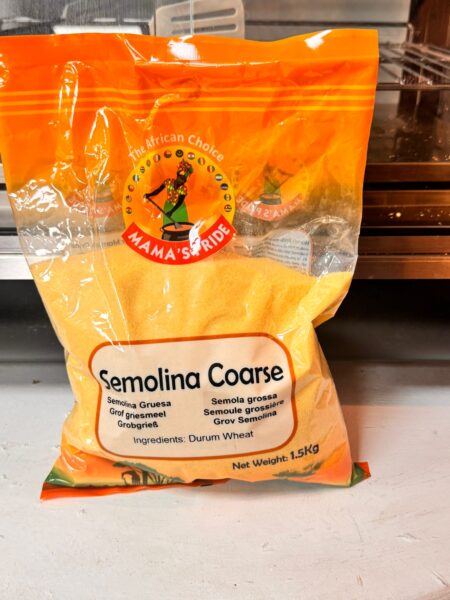 The African Choice
MAMA'S PRIDE
Semolina Coarse
Semolina Gruesa
Grof griesmeel
Grobgrieß
Semola grossa
Semoule grossière
Grov Semolina
Ingredients: Durum Wheat
Net Weight: 1.5Kg